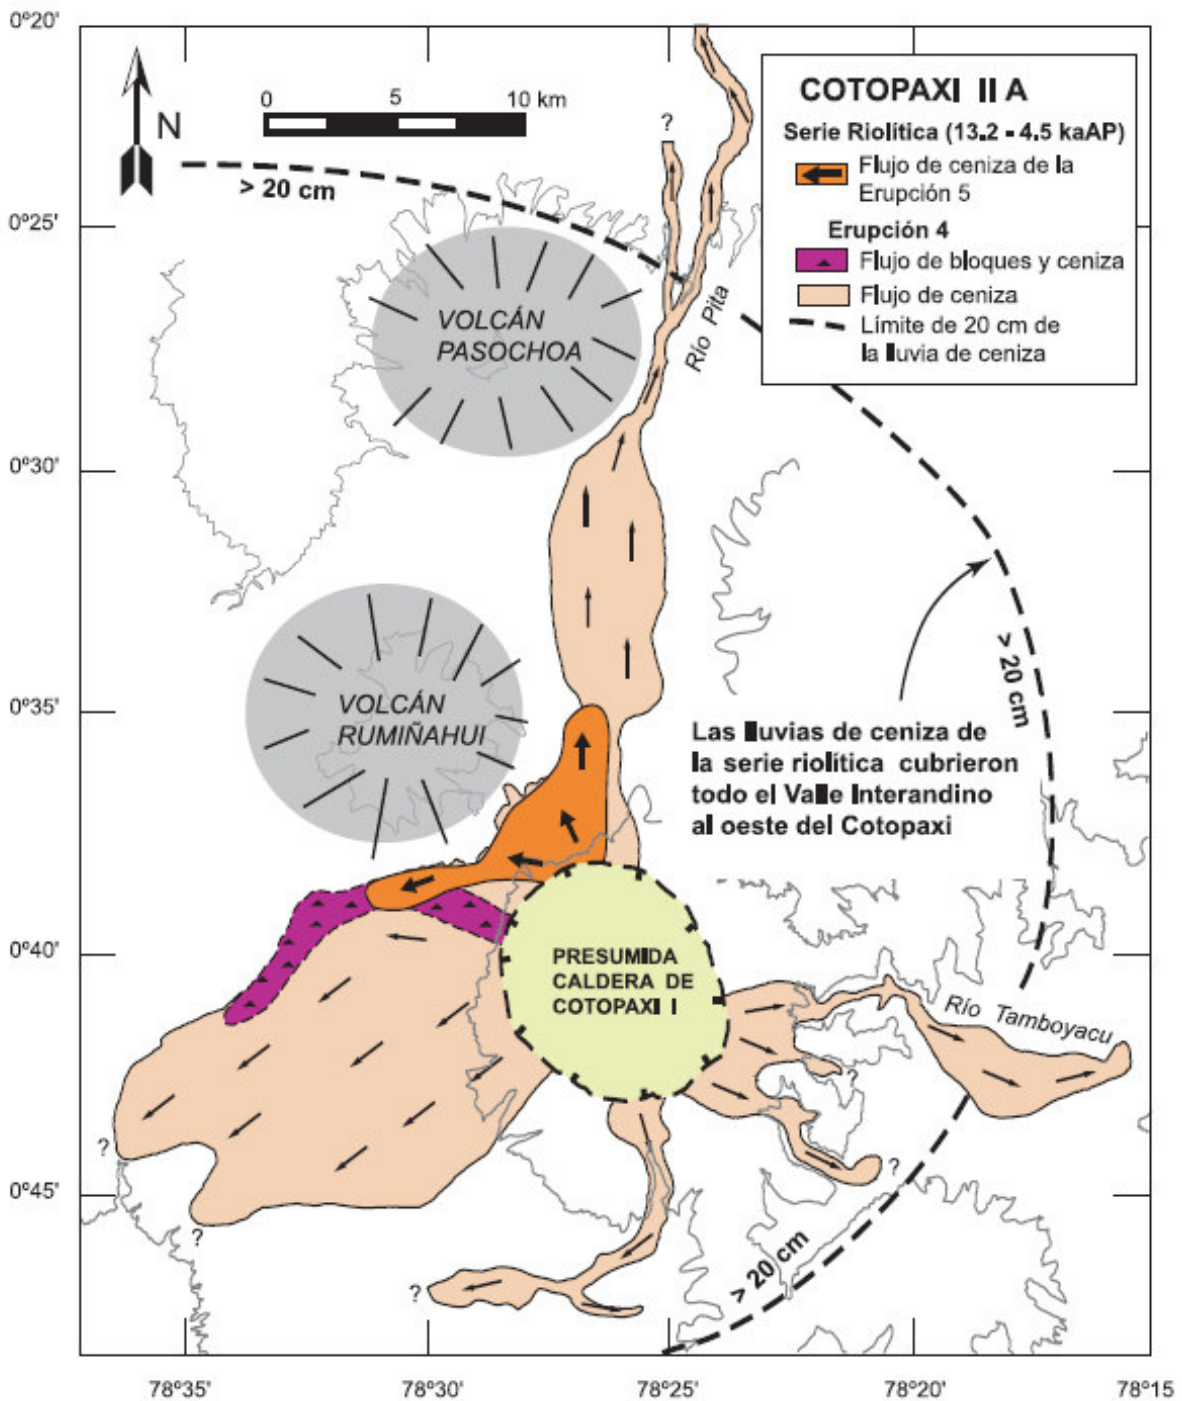 0°20'
0°25'
0°30'
0°35'
0°40'
0°45'
N
0 5 10 km
> 20 cm
?
COTOPAXI II A
Serie Riolítica (13.2 - 4.5 kaAP)
Flujo de ceniza de la
Erupción 5
Erupción 4
Flujo de bloques y ceniza
Flujo de ceniza
Límite de 20 cm de
la lluvia de ceniza
VOLCÁN
PASOCHOA
Río Pita
VOLCÁN
RUMIÑAHUI
> 20 cm
Las lluvias de ceniza de
la serie riolítica cubrieron
todo el Valle Interandino
al oeste del Cotopaxi
PRESUMIDA
CALDERA DE
COTOPAXI I
Río Tamboyacu
?
?
?
?
?
> 20 cm
78°35' 78°30' 78°25' 78°20' 78°15'